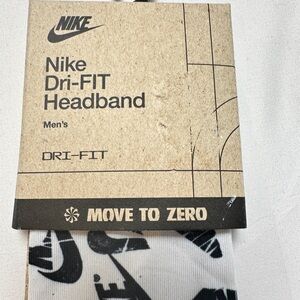 NIKE
Nike
Dri-FIT
Headband
Men's
DRI-FIT
MOVE TO ZERO